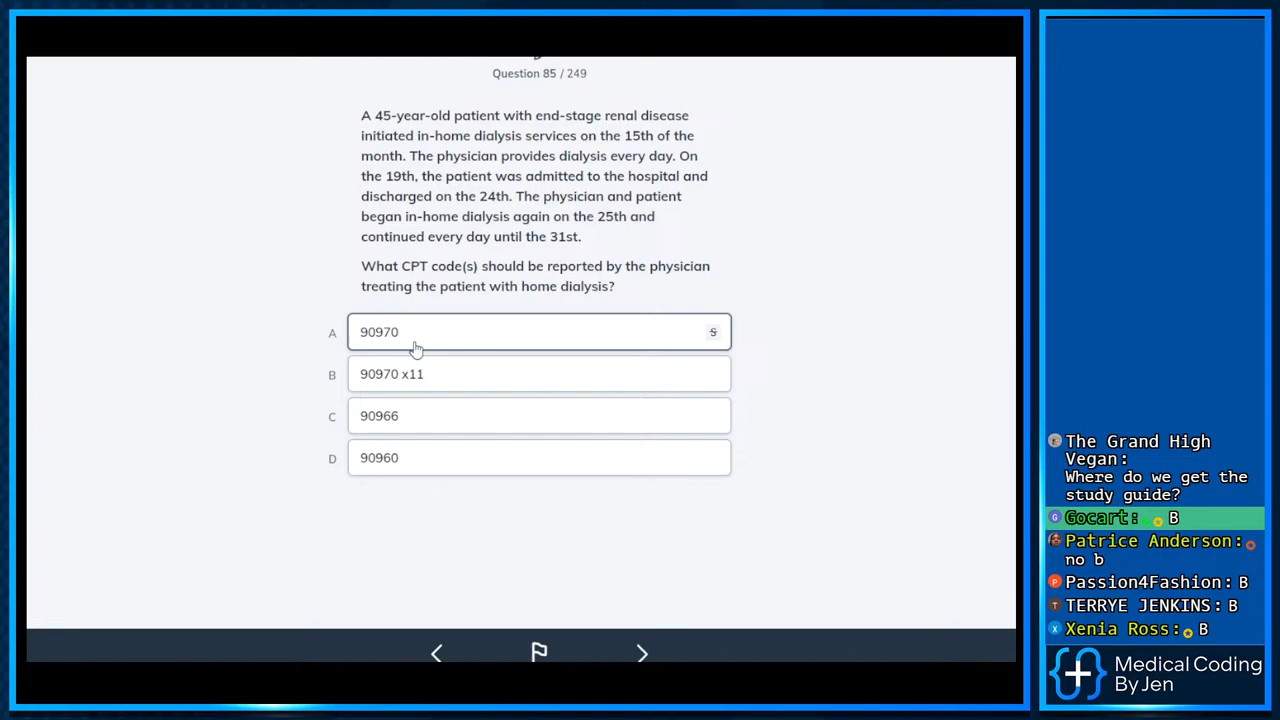 Question 85 / 249
A 45-year-old patient with end-stage renal disease
initiated in-home dialysis services on the 15th of the
month. The physician provides dialysis every day. On
the 19th, the patient was admitted to the hospital and
discharged on the 24th. The physician and patient
began in-home dialysis again on the 25th and
continued every day until the 31st.
What CPT code(s) should be reported by the physician
treating the patient with home dialysis?
A 90970 S
B 90970 x11
C 90966
D 90960
The Grand High
Vegan:
Where do we get the
study guide?
G Gocart: B
Patrice Anderson:
no b
P Passion4Fashion: B
T TERRYE JENKINS: B
X Xenia Ross: B
Medical Coding
By Jen